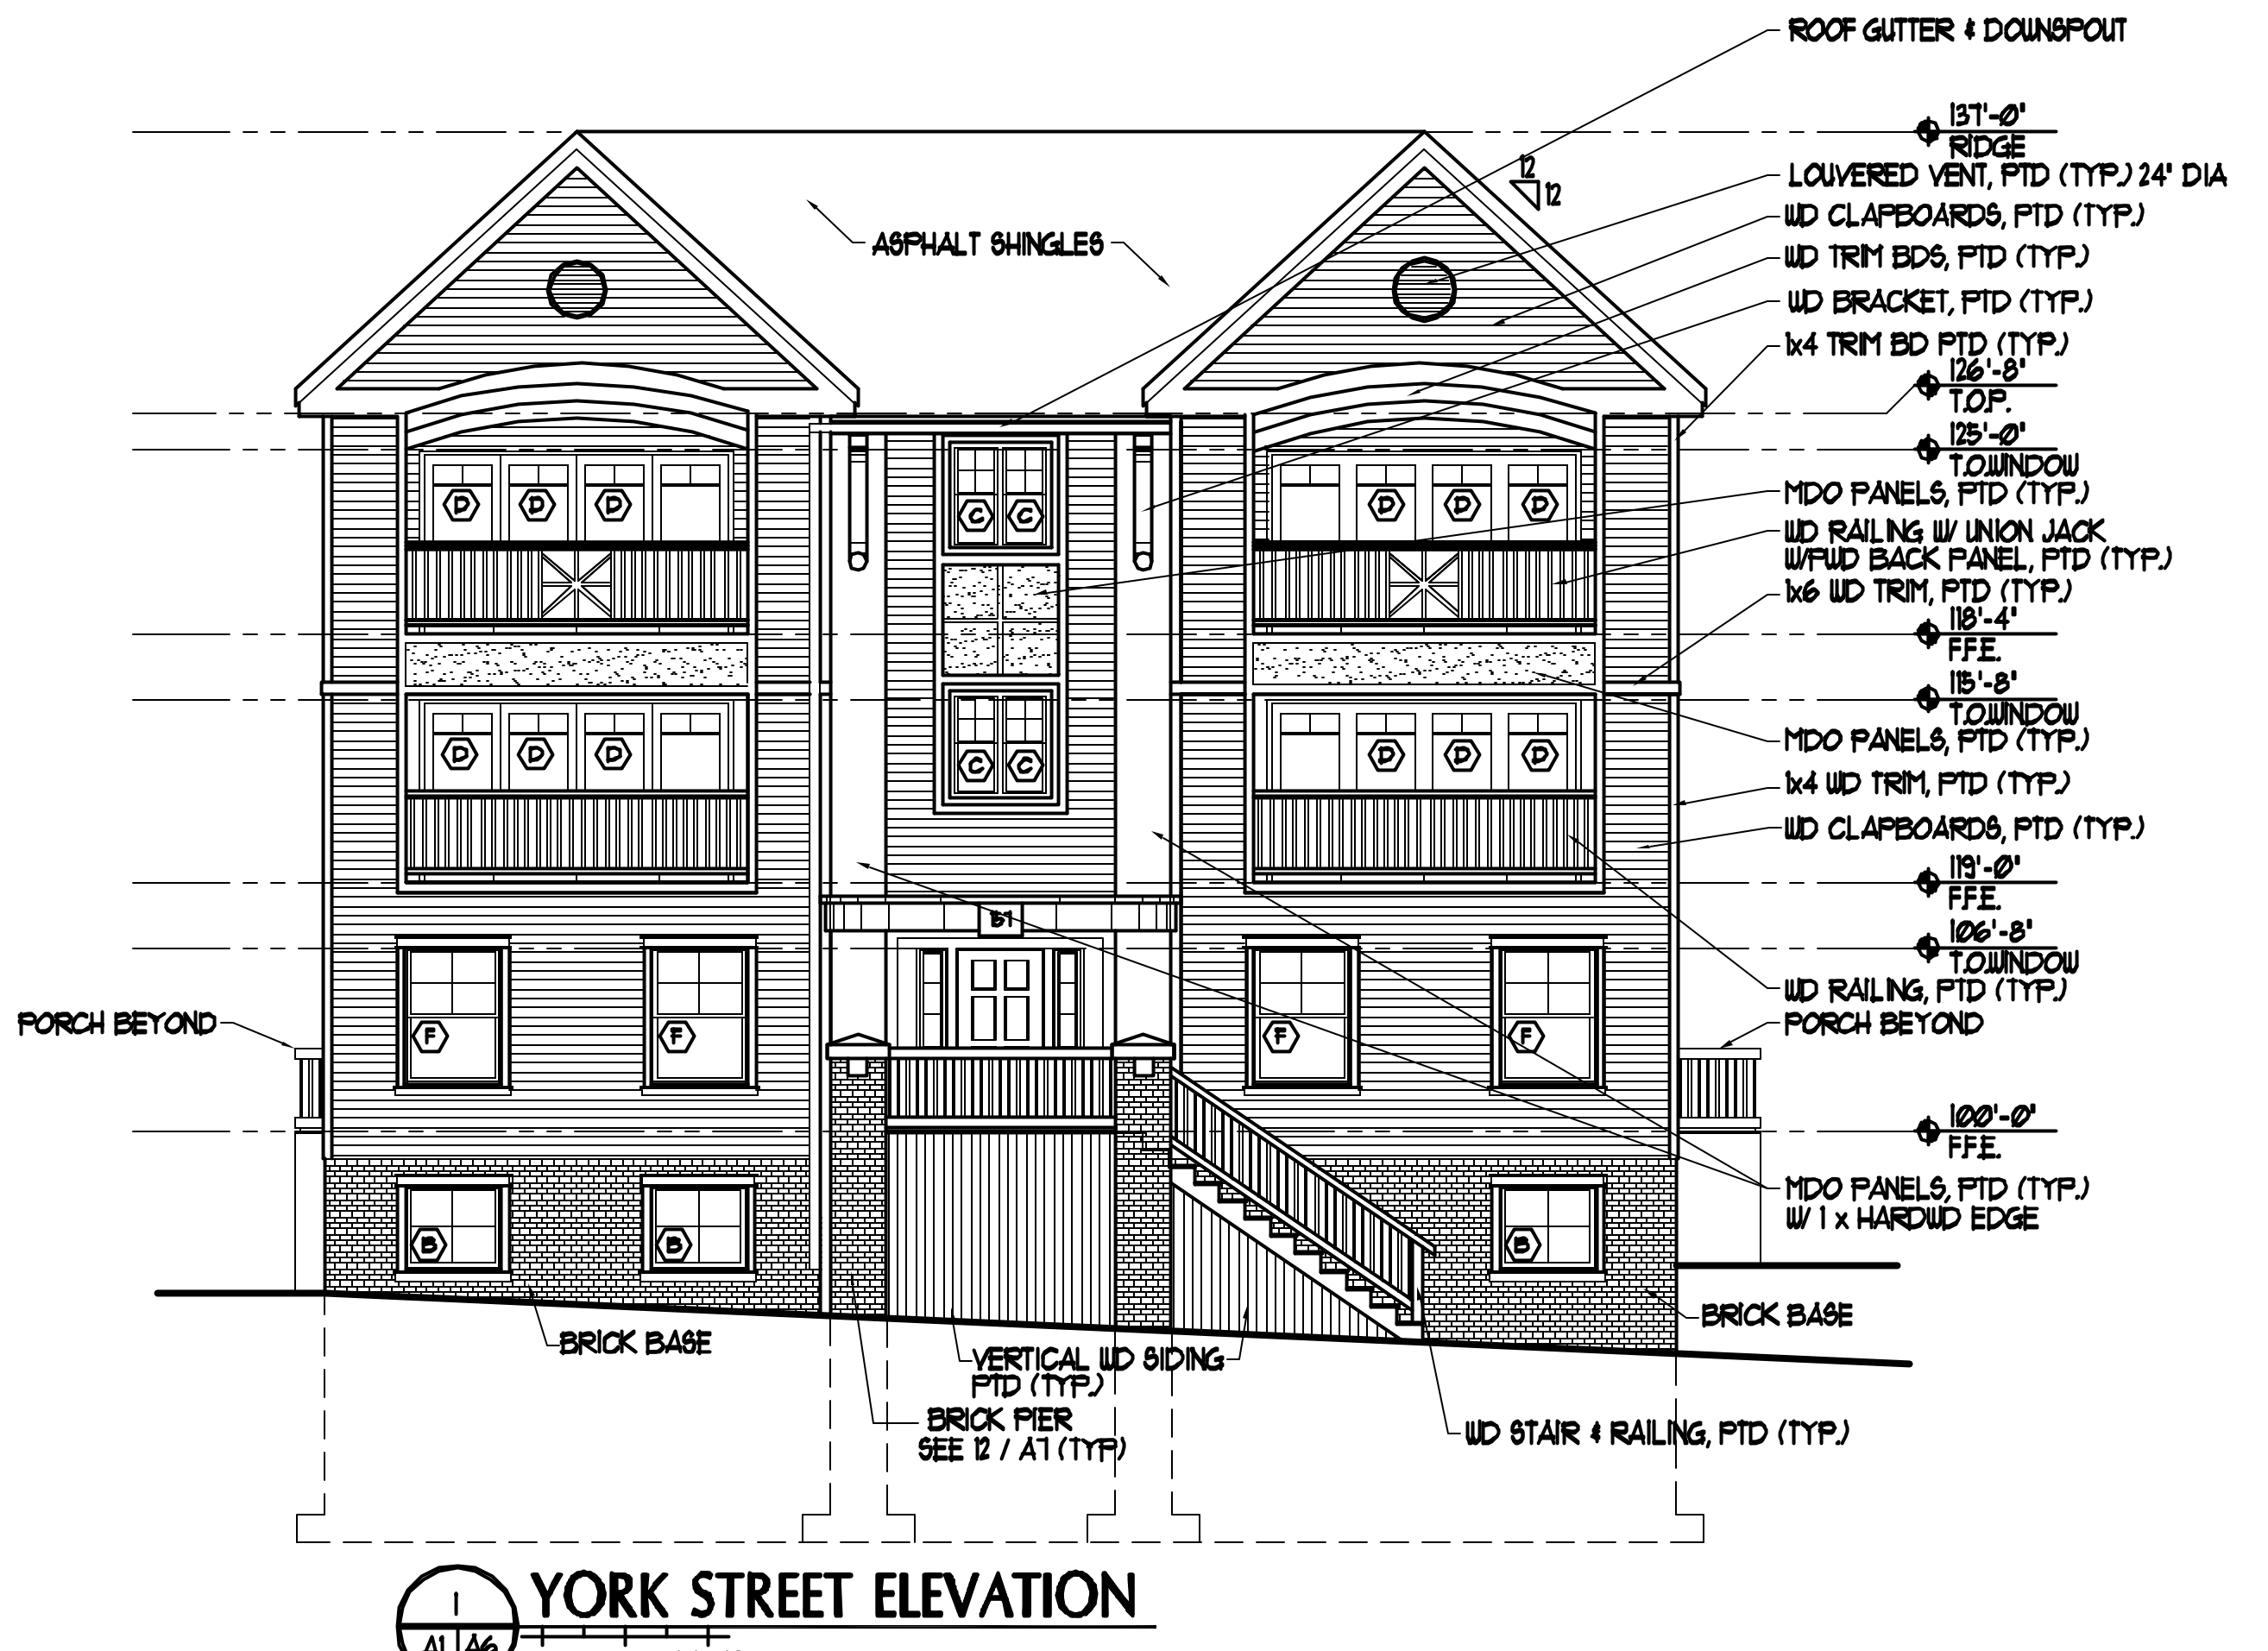 ROOF GUTTER & DOWNSPOUT
137'-0"
RIDGE
LOUVERED VENT, PTD (TYP.) 24" DIA
12
12
WD CLAPBOARDS, PTD (TYP.)
ASPHALT SHINGLES
WD TRIM BDS, PTD (TYP.)
WD BRACKET, PTD (TYP.)
1x4 TRIM BD PTD (TYP.)
126'-8"
T.O.P.
125'-0"
T.O.WINDOW
MDO PANELS, PTD (TYP.)
D D D C C D D D
WD RAILING W/ UNION JACK
W/PWD BACK PANEL, PTD (TYP.)
1x6 WD TRIM, PTD (TYP.)
118'-4"
F.F.E.
115'-8"
T.O.WINDOW
MDO PANELS, PTD (TYP.)
D D D C C D D D
1x4 WD TRIM, PTD (TYP.)
WD CLAPBOARDS, PTD (TYP.)
119'-0"
F.F.E.
57
106'-8"
T.O.WINDOW
WD RAILING, PTD (TYP.)
PORCH BEYOND
PORCH BEYOND
F F F F
100'-0"
F.F.E.
MDO PANELS, PTD (TYP.)
W/ 1 x HARDWD EDGE
B B B
BRICK BASE
BRICK BASE
VERTICAL WD SIDING
PTD (TYP.)
BRICK PIER
SEE 12 / A7 (TYP)
WD STAIR & RAILING, PTD (TYP.)
1
YORK STREET ELEVATION